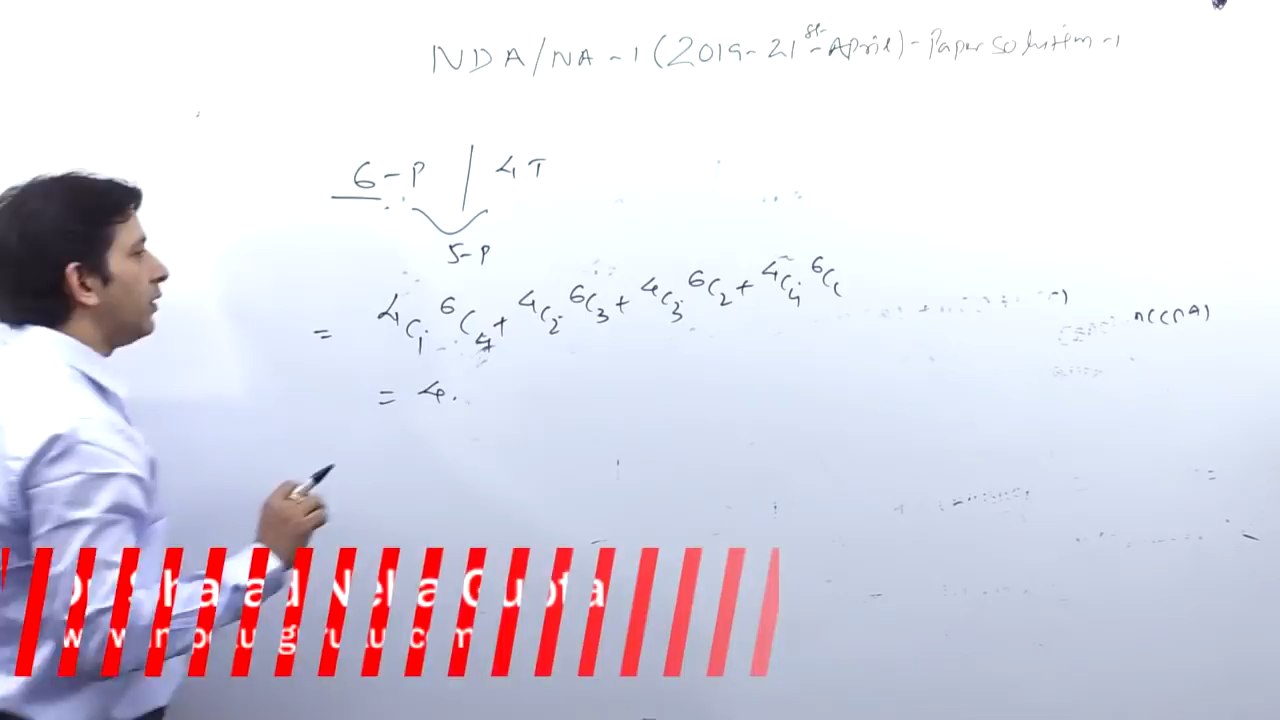 NDA/NA-1 (2019-21st-April)-Paper solution-1
6-P | 4T
5-P
= 4C1 6C4 + 4C2 6C3 + 4C3 6C2 + 4C4 6C1
n((nA)
= 4.